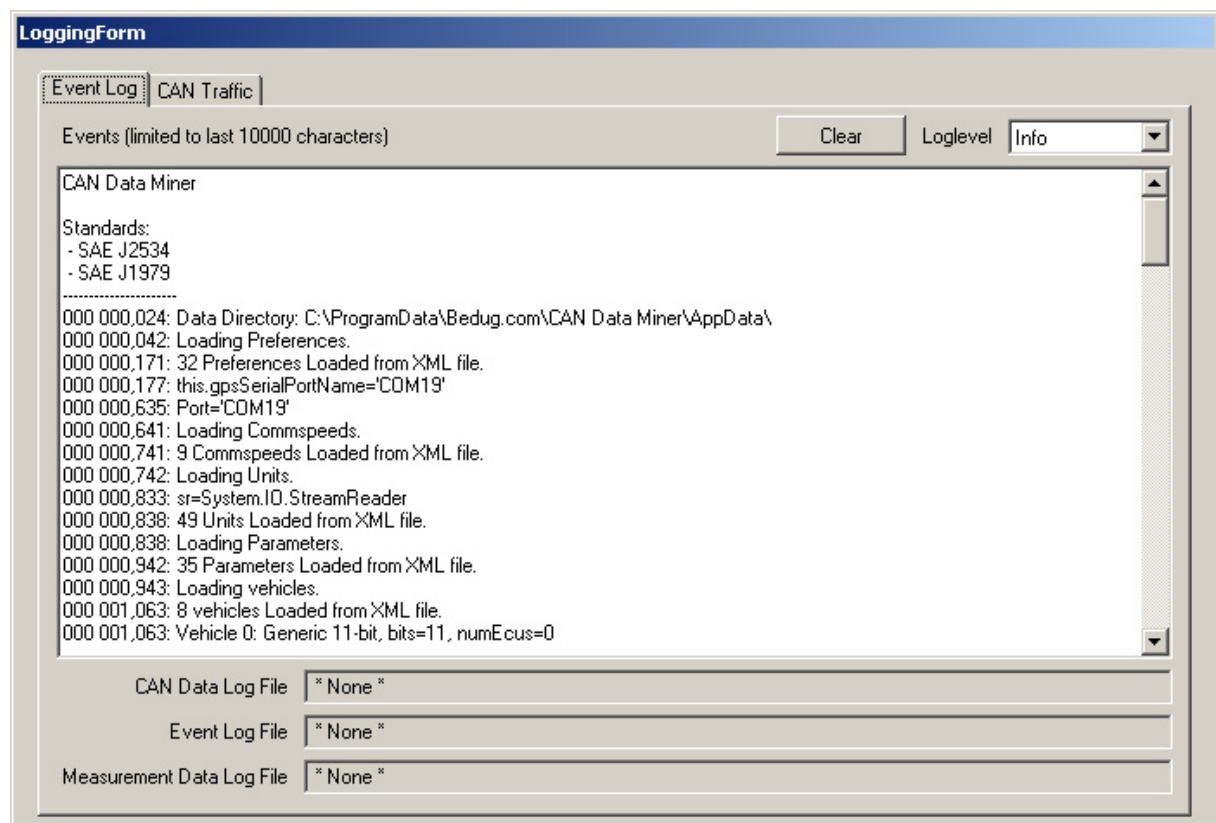 LoggingForm
Event Log CAN Traffic
Events (limited to last 10000 characters) Clear Loglevel Info
CAN Data Miner
Standards:
- SAE J2534
- SAE J1979
----------------------
000 000,024: Data Directory: C:\ProgramData\Bedug.com\CAN Data Miner\AppData\
000 000,042: Loading Preferences.
000 000,171: 32 Preferences Loaded from XML file.
000 000,177: this.gpsSerialPortName='COM19'
000 000,635: Port='COM19'
000 000,641: Loading Commspeeds.
000 000,741: 9 Commspeeds Loaded from XML file.
000 000,742: Loading Units.
000 000,833: sr=System.IO.StreamReader
000 000,838: 49 Units Loaded from XML file.
000 000,838: Loading Parameters.
000 000,942: 35 Parameters Loaded from XML file.
000 000,943: Loading vehicles.
000 001,063: 8 vehicles Loaded from XML file.
000 001,063: Vehicle 0: Generic 11-bit, bits=11, numEcus=0
CAN Data Log File * None *
Event Log File * None *
Measurement Data Log File * None *